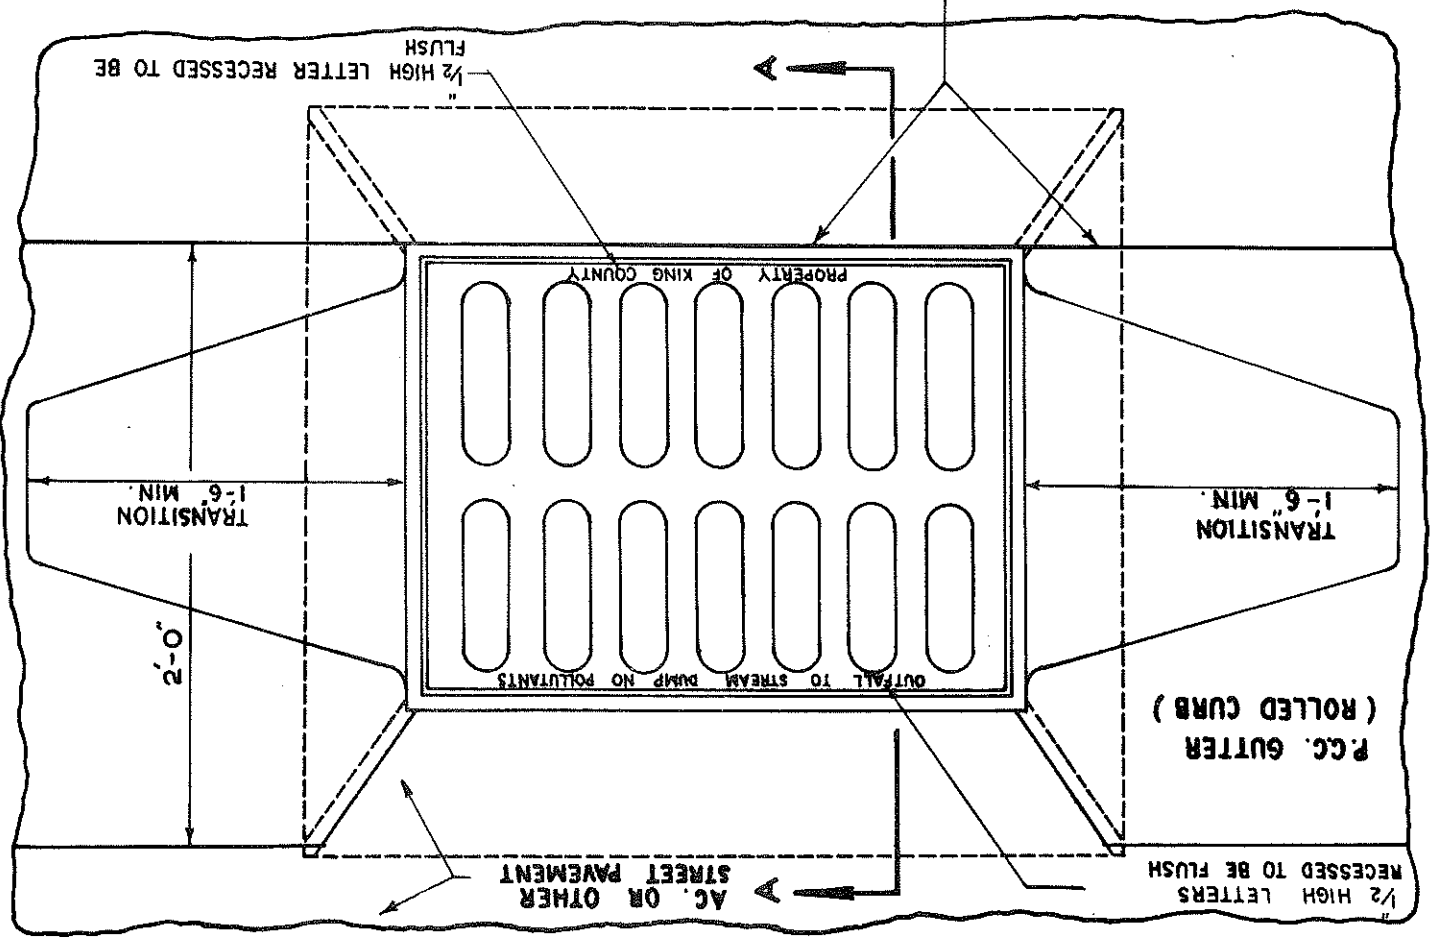 ½" HIGH LETTERS
RECESSED TO BE FLUSH
A
AC. OR OTHER
STREET PAVEMENT
P.C.C. GUTTER
( ROLLED CURB )
OUTFALL TO STREAM DUMP NO POLLUTANTS
2'-0"
TRANSITION
1'-6" MIN.
TRANSITION
1'-6" MIN.
PROPERTY OF KING COUNTY
A
½" HIGH LETTER RECESSED TO BE
FLUSH